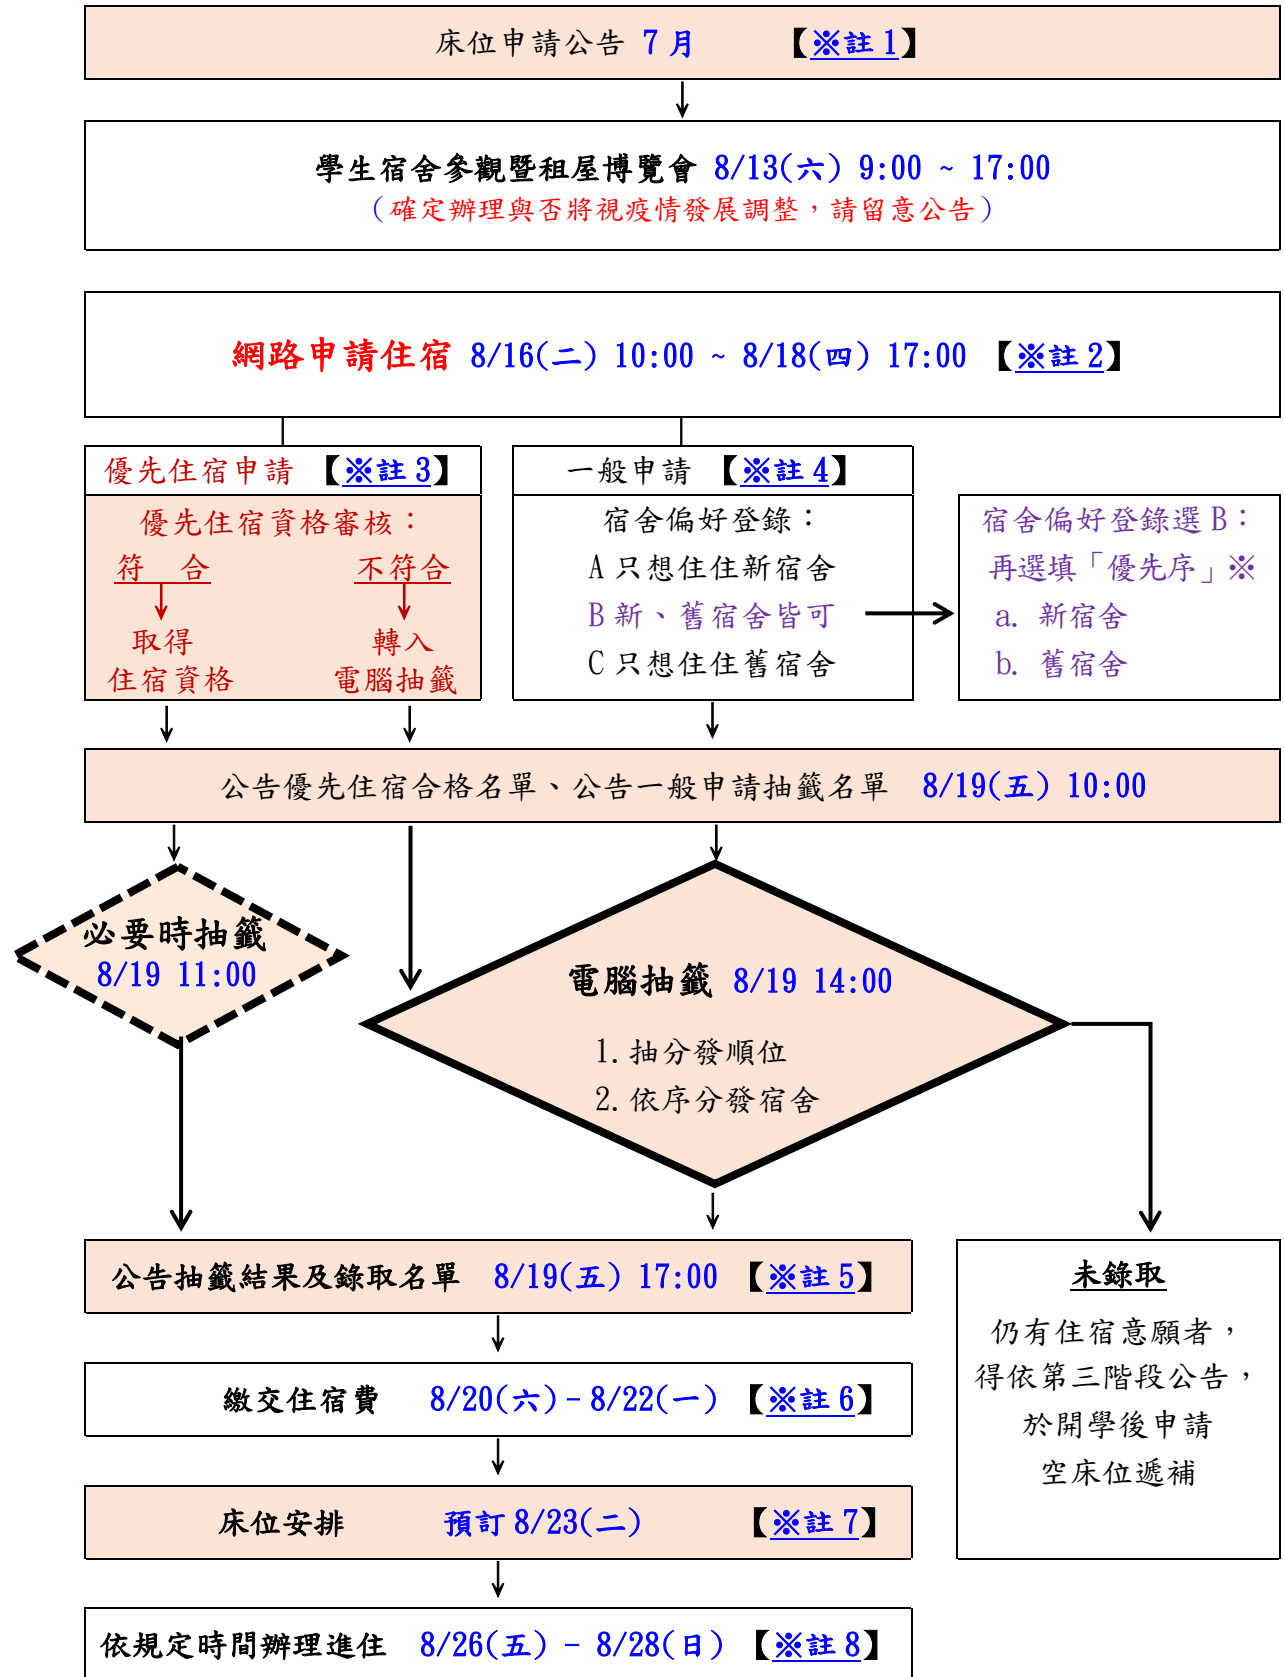 床位申請公告 7月 【※註1】
學生宿舍參觀暨租屋博覽會 8/13(六) 9:00 ~ 17:00
（確定辦理與否將視疫情發展調整，請留意公告）
網路申請住宿 8/16(二) 10:00 ~ 8/18(四) 17:00 【※註2】
優先住宿申請 【※註3】
優先住宿資格審核：
符 合 不符合
取得 轉入
住宿資格 電腦抽籤
一般申請 【※註4】
宿舍偏好登錄：
A 只想住住新宿舍
B 新、舊宿舍皆可
C 只想住住舊宿舍
宿舍偏好登錄選B：
再選填「優先序」※
a. 新宿舍
b. 舊宿舍
公告優先住宿合格名單、公告一般申請抽籤名單 8/19(五) 10:00
必要時抽籤
8/19 11:00
電腦抽籤 8/19 14:00
1. 抽分發順位
2. 依序分發宿舍
公告抽籤結果及錄取名單 8/19(五) 17:00 【※註5】
繳交住宿費 8/20(六)-8/22(一) 【※註6】
床位安排 預訂8/23(二) 【※註7】
依規定時間辦理進住 8/26(五) - 8/28(日) 【※註8】
未錄取
仍有住宿意願者，
得依第三階段公告，
於開學後申請
空床位遞補